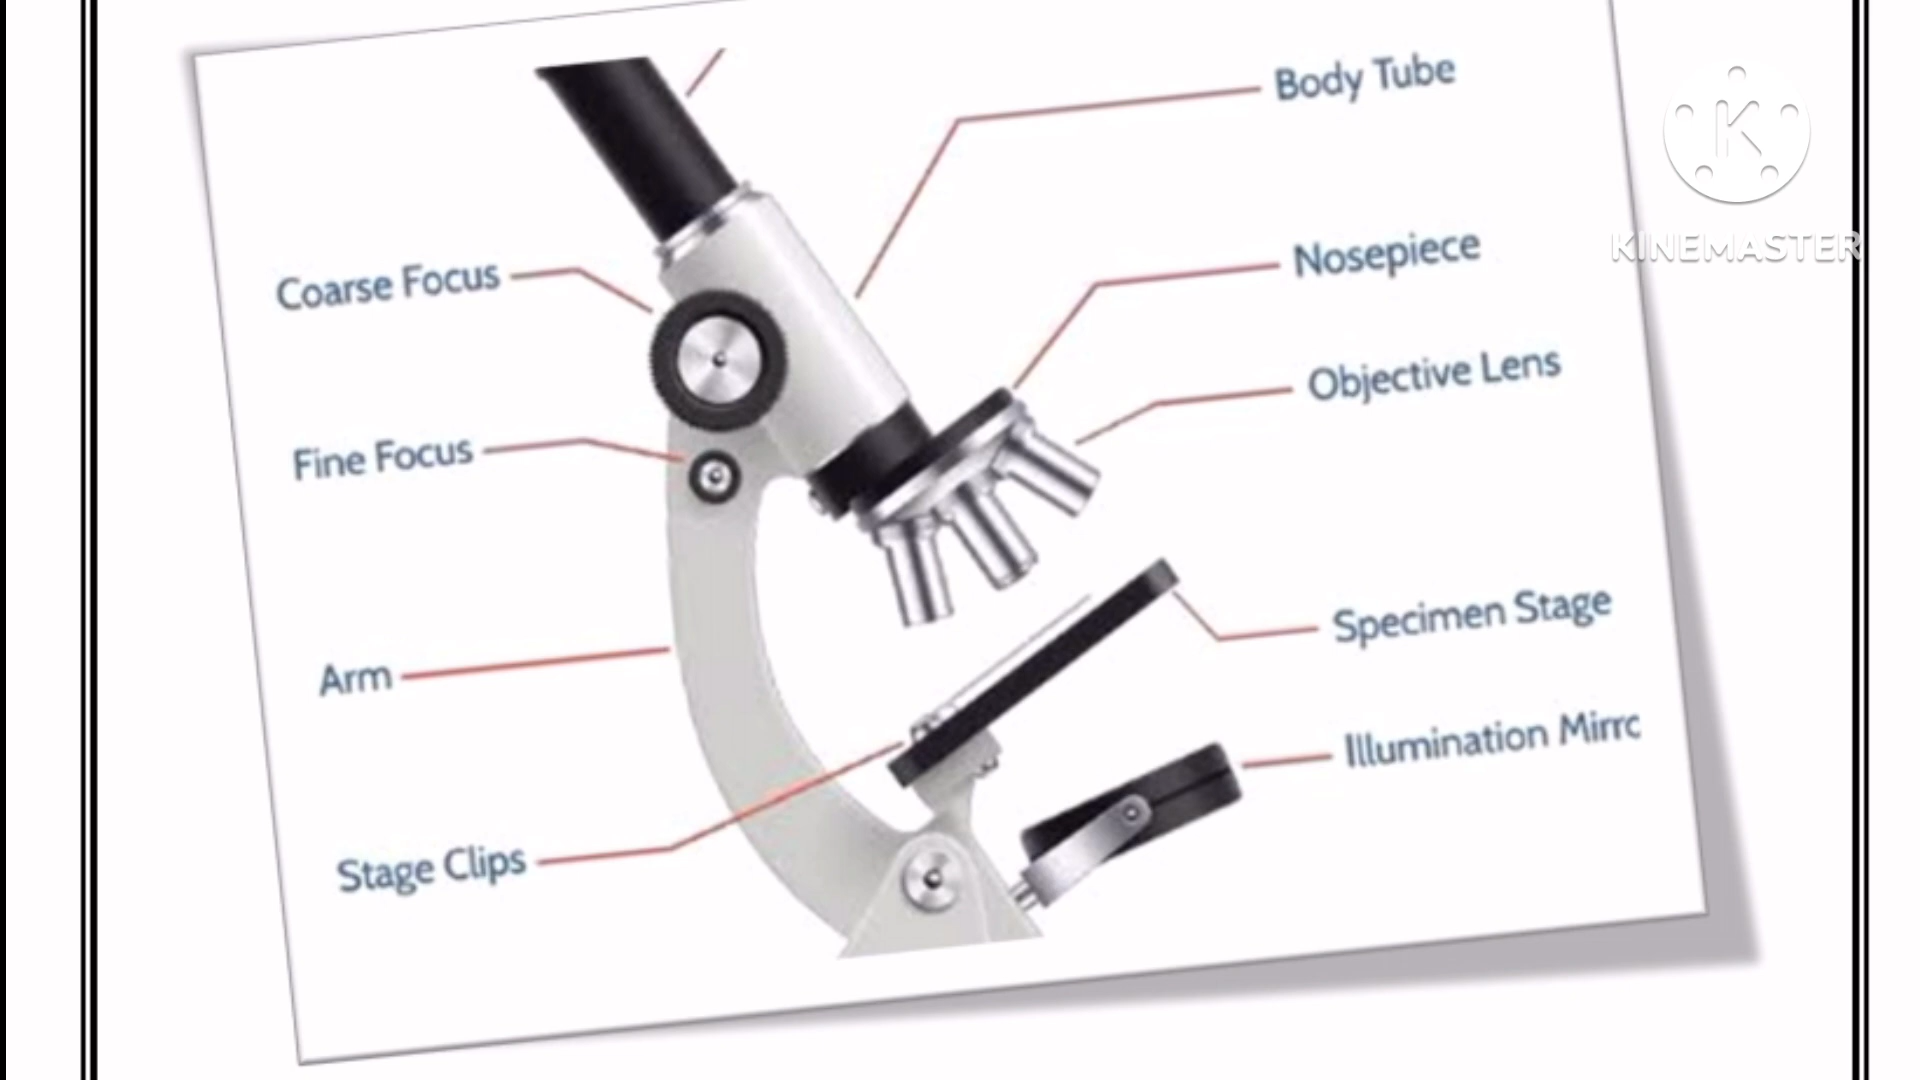 Body Tube
K
KINEMASTER
Nosepiece
Coarse Focus
Objective Lens
Fine Focus
Specimen Stage
Arm
Illumination Mirrc
Stage Clips